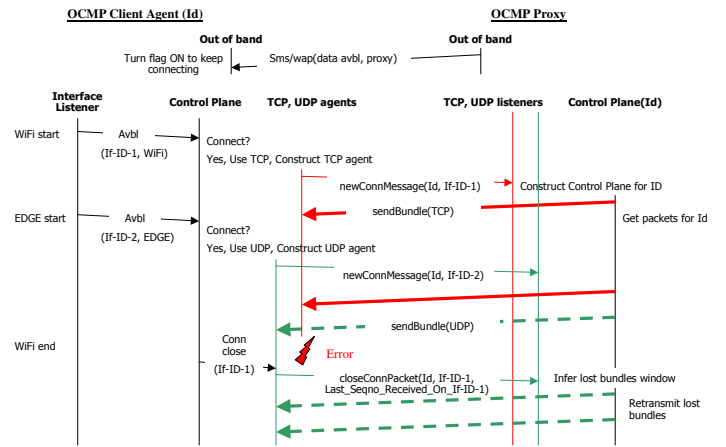 OCMP Client Agent (Id)
OCMP Proxy
Out of band
Out of band
Turn flag ON to keep
connecting
Sms/wap(data avbl, proxy)
Interface
Listener
Control Plane
TCP, UDP agents
TCP, UDP listeners
Control Plane(Id)
WiFi start
Avbl
(If-ID-1, WiFi)
Connect?
Yes, Use TCP, Construct TCP agent
newConnMessage(Id, If-ID-1)
Construct Control Plane for ID
sendBundle(TCP)
Get packets for Id
EDGE start
Avbl
(If-ID-2, EDGE)
Connect?
Yes, Use UDP, Construct UDP agent
newConnMessage(Id, If-ID-2)
sendBundle(UDP)
WiFi end
Conn
close
(If-ID-1)
Error
closeConnPacket(Id, If-ID-1,
Last_Seqno_Received_On_If-ID-1)
Infer lost bundles window
Retransmit lost
bundles